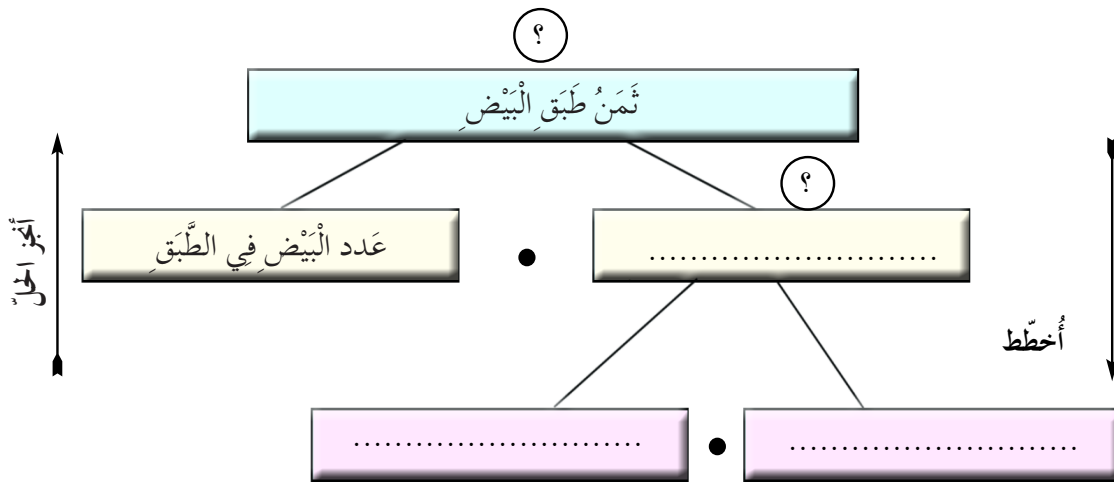 ؟
ثَمَنُ طَبَقِ الْبَيْضِ
؟
............................
عَدد الْبَيْضِ فِي الطَّبَقِ
أُخطّط
أُنجز الحلّ
............................
............................